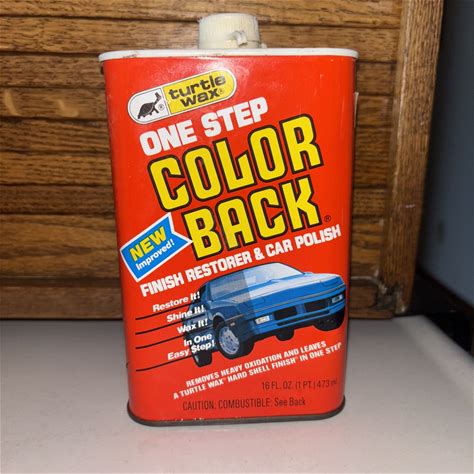 turtle
wax®
ONE STEP
COLOR
BACK®
NEW
Improved!
FINISH RESTORER & CAR POLISH
Restore It!
Shine It!
Wax It!
In One
Easy Step!
REMOVES HEAVY OXIDATION AND LEAVES
A TURTLE WAX® HARD SHELL FINISH® IN ONE STEP
16 FL. OZ. (1 PT.) 473 ml
CAUTION: COMBUSTIBLE: See Back